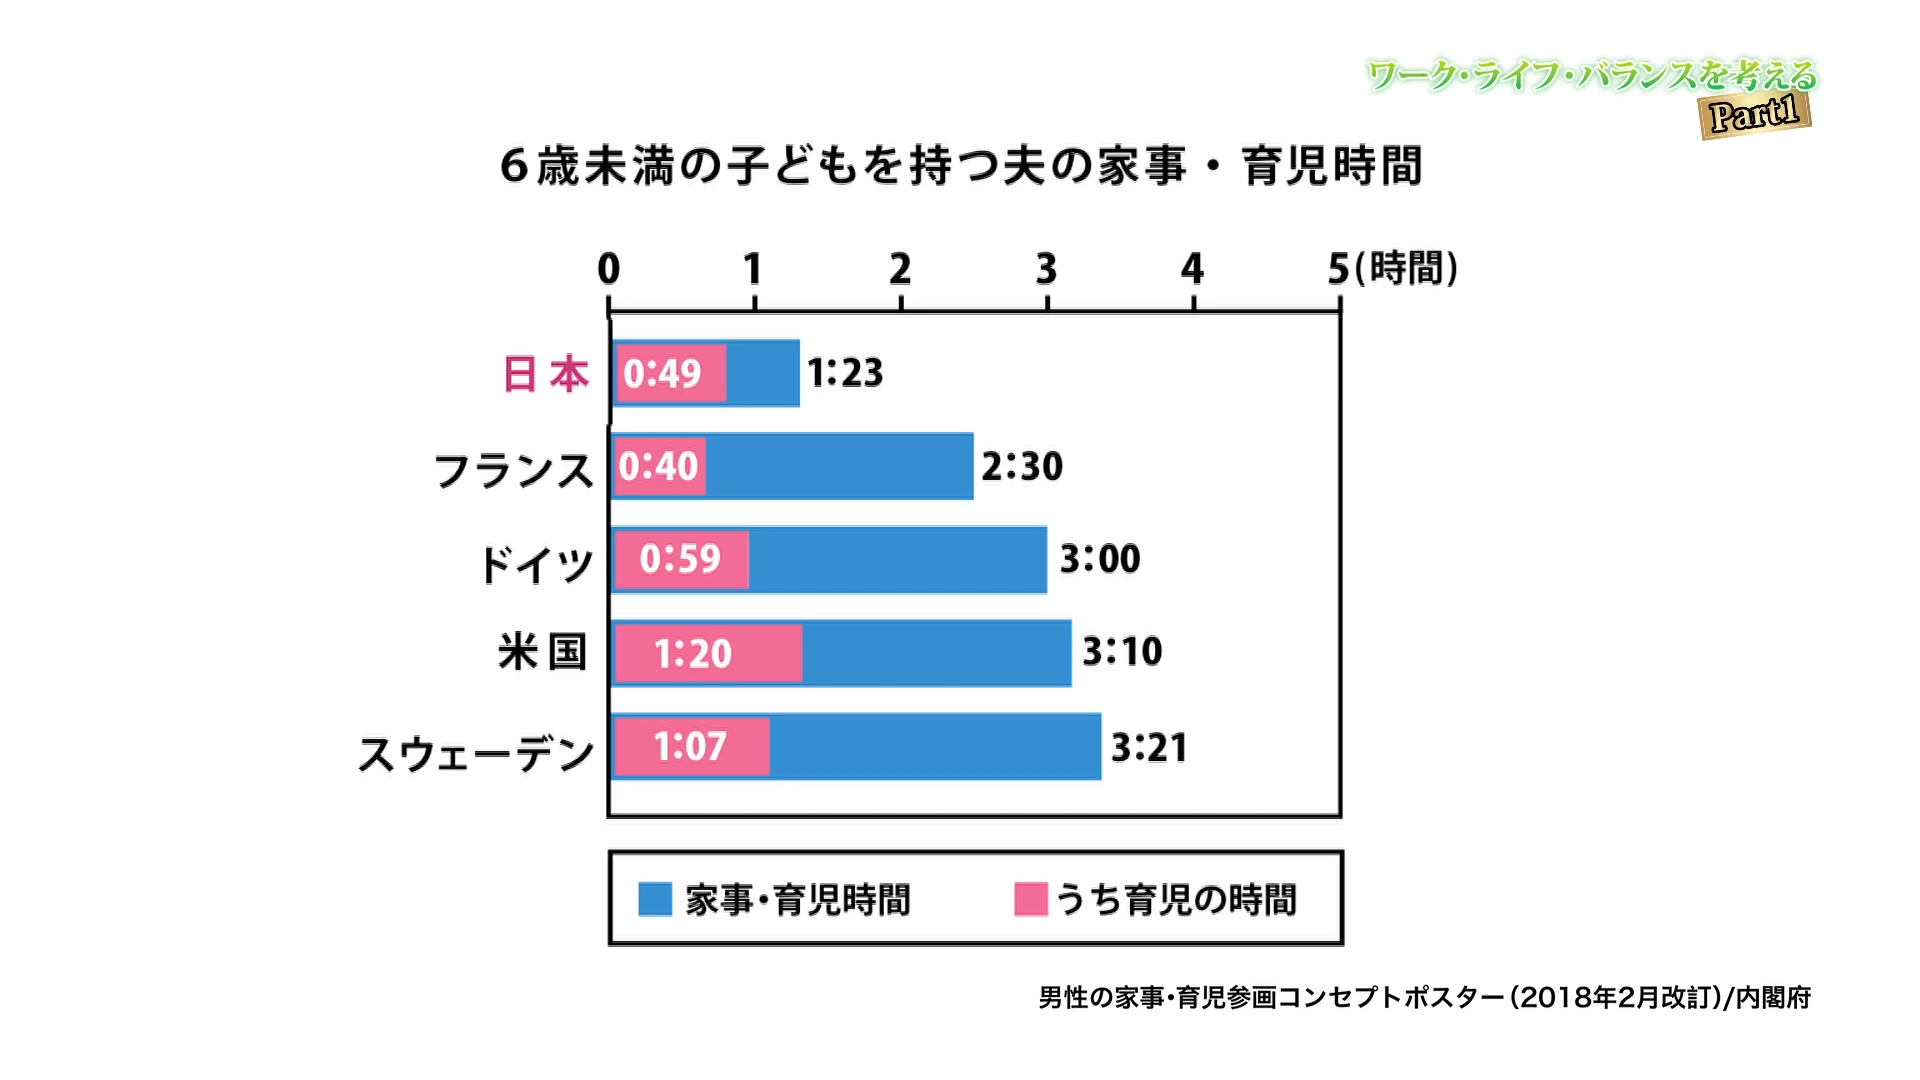 ワーク・ライフ・バランスを考える
Part1
6歳未満の子どもを持つ夫の家事・育児時間
0 1 2 3 4 5(時間)
日本 0:49 1:23
フランス 0:40 2:30
ドイツ 0:59 3:00
米国 1:20 3:10
スウェーデン 1:07 3:21
家事・育児時間 うち育児の時間
男性の家事・育児参画コンセプトポスター(2018年2月改訂)/内閣府